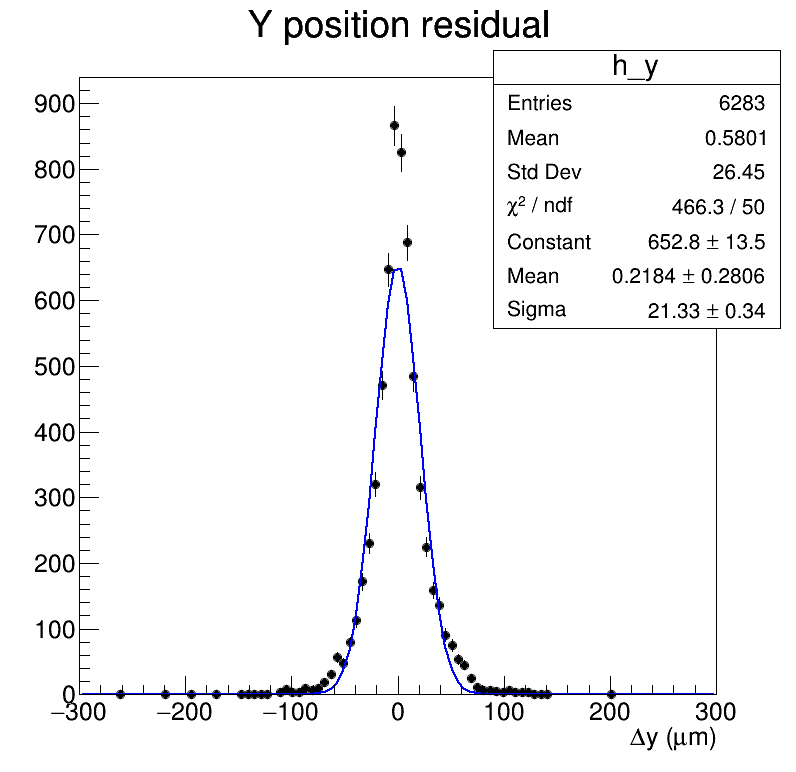 Y position residual
h_y
Entries 6283
Mean 0.5801
Std Dev 26.45
χ² / ndf 466.3 / 50
Constant 652.8 ± 13.5
Mean 0.2184 ± 0.2806
Sigma 21.33 ± 0.34
900
800
700
600
500
400
300
200
100
0
−300 −200 −100 0 100 200 300
Δy (μm)